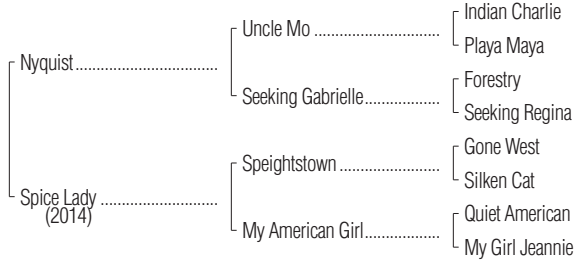 Indian Charlie
Uncle Mo ................................
Playa Maya
Nyquist ....................................
Forestry
Seeking Gabrielle ...................
Seeking Regina
Gone West
Speightstown ..........................
Silken Cat
Spice Lady ..............................
(2014)
Quiet American
My American Girl...................
My Girl Jeannie